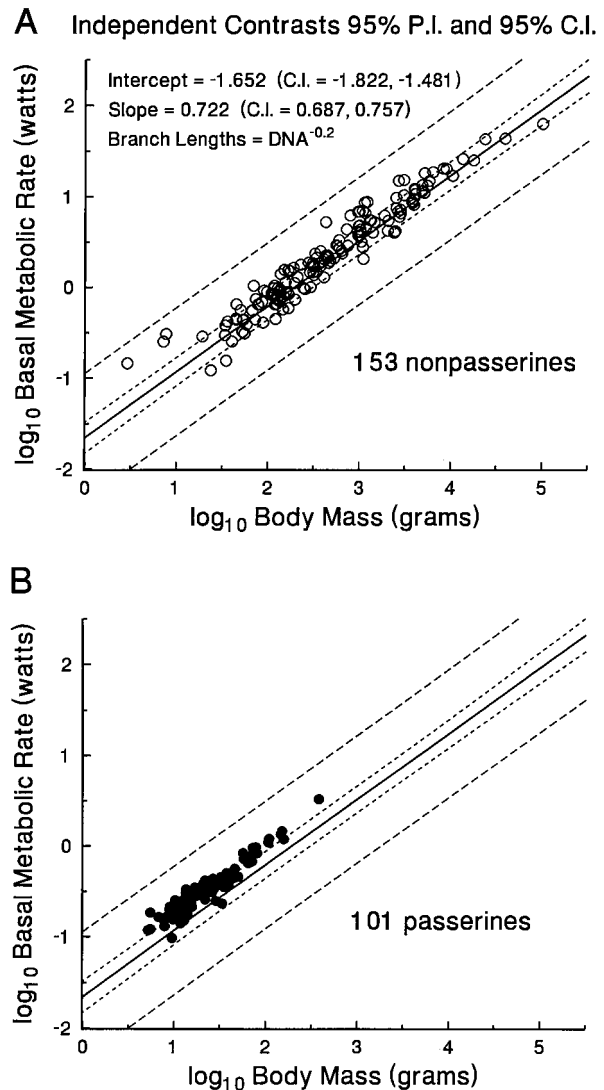 A Independent Contrasts 95% P.I. and 95% C.I.
Intercept = -1.652 (C.I. = -1.822, -1.481)
Slope = 0.722 (C.I. = 0.687, 0.757)
Branch Lengths = DNA^-0.2
log10 Basal Metabolic Rate (watts)
2
1
0
-1
-2
153 nonpasserines
0 1 2 3 4 5
log10 Body Mass (grams)
B
log10 Basal Metabolic Rate (watts)
2
1
0
-1
-2
101 passerines
0 1 2 3 4 5
log10 Body Mass (grams)